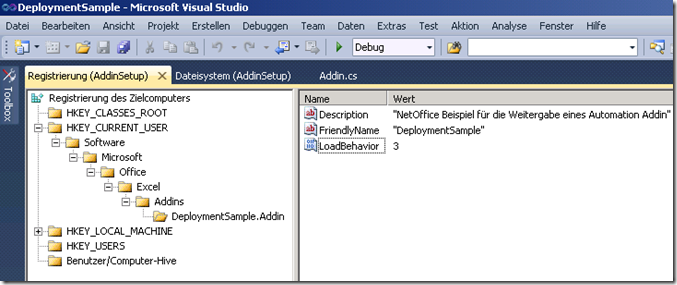 DeploymentSample - Microsoft Visual Studio
Datei Bearbeiten Ansicht Projekt Erstellen Debuggen Team Daten Extras Test Aktion Analyse Fenster Hilfe
Debug
Registrierung (AddinSetup) Dateisystem (AddinSetup) Addin.cs
Toolbox
Registrierung des Zielcomputers
HKEY_CLASSES_ROOT
HKEY_CURRENT_USER
Software
Microsoft
Office
Excel
Addins
DeploymentSample.Addin
HKEY_LOCAL_MACHINE
HKEY_USERS
Benutzer/Computer-Hive
Name Wert
Description "NetOffice Beispiel für die Weitergabe eines Automation Addin"
FriendlyName "DeploymentSample"
LoadBehavior 3